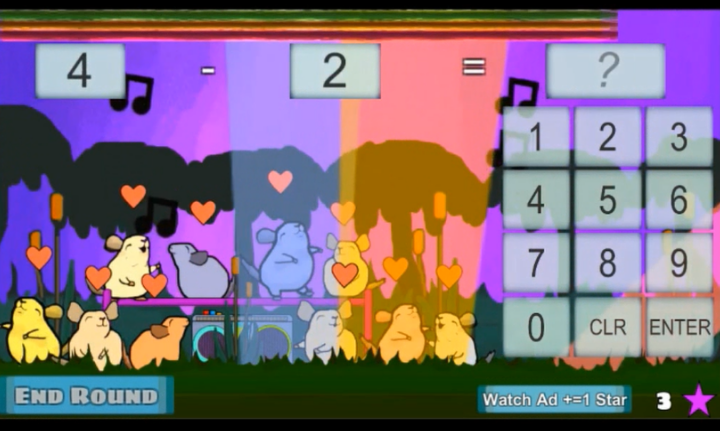 4 - 2 = ?
1 2 3
4 5 6
7 8 9
0 CLR ENTER
END ROUND
Watch Ad +=1 Star 3